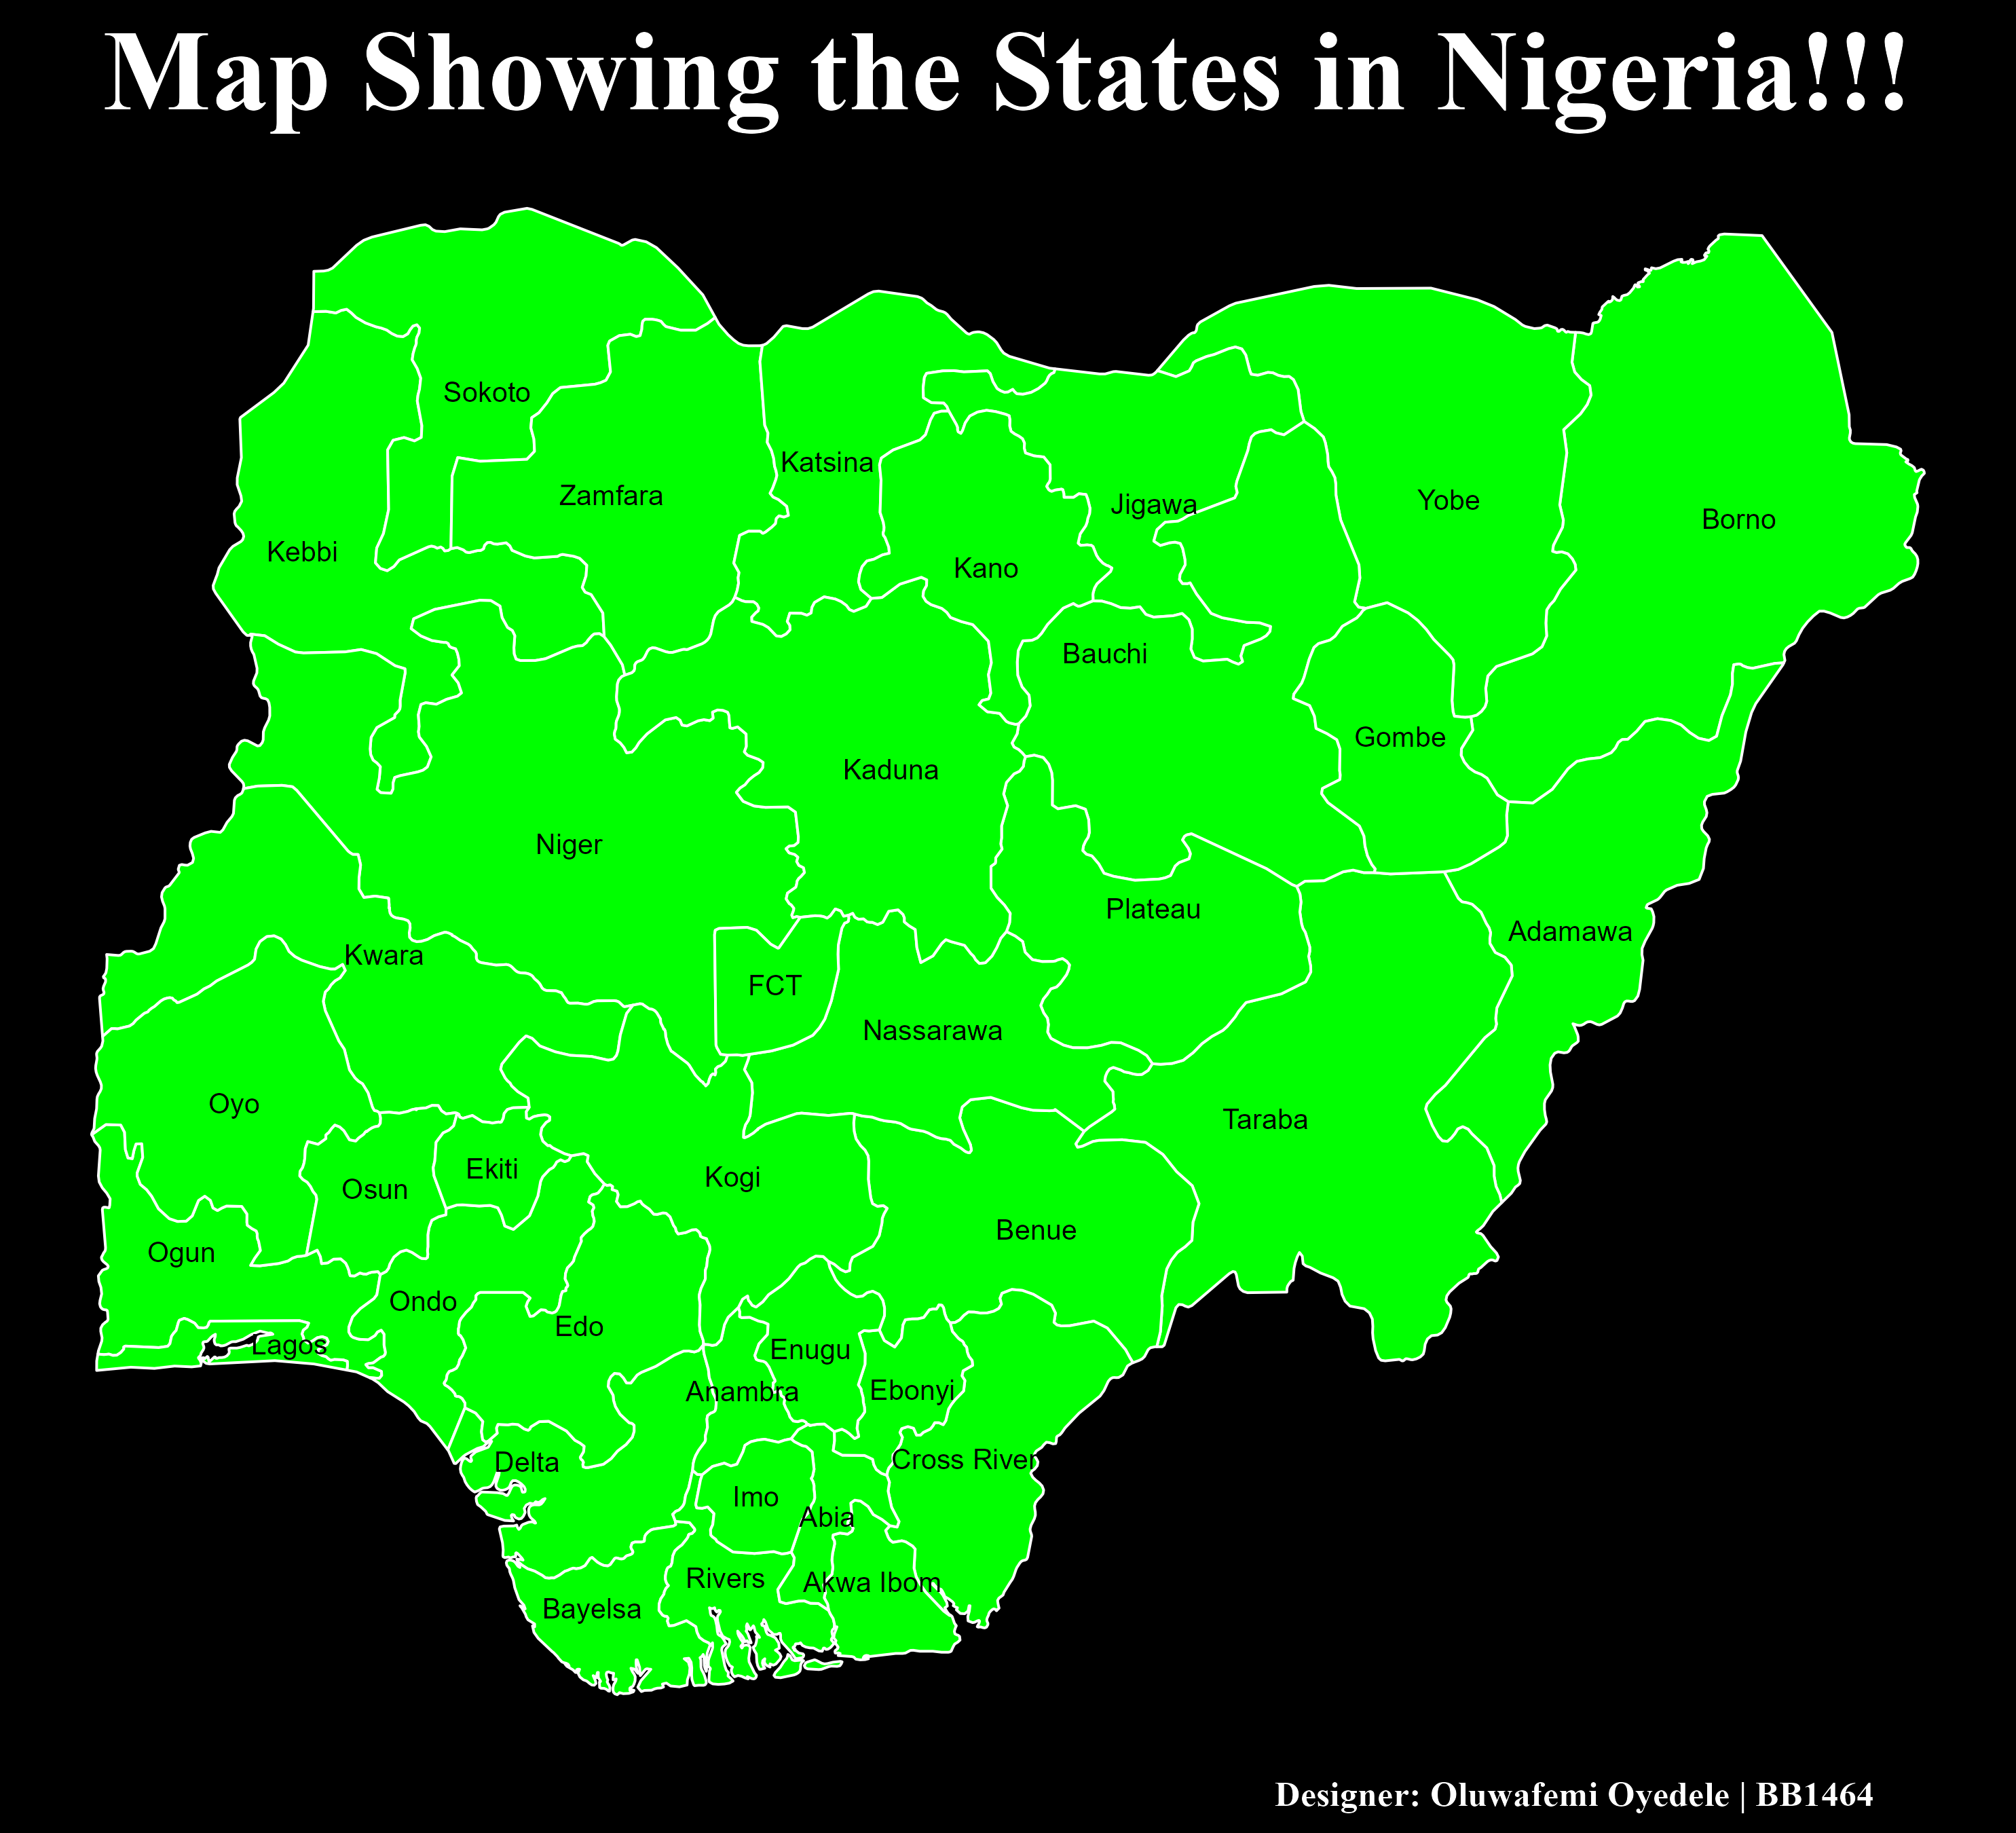 Map Showing the States in Nigeria!!!
Sokoto
Katsina
Zamfara
Jigawa
Yobe
Borno
Kebbi
Kano
Bauchi
Gombe
Kaduna
Niger
Plateau
Adamawa
Kwara
FCT
Nassarawa
Oyo
Taraba
Ekiti
Kogi
Osun
Benue
Ogun
Ondo
Edo
Lagos
Enugu
Anambra
Ebonyi
Cross River
Delta
Imo
Abia
Rivers
Akwa Ibom
Bayelsa
Designer: Oluwafemi Oyedele | BB1464